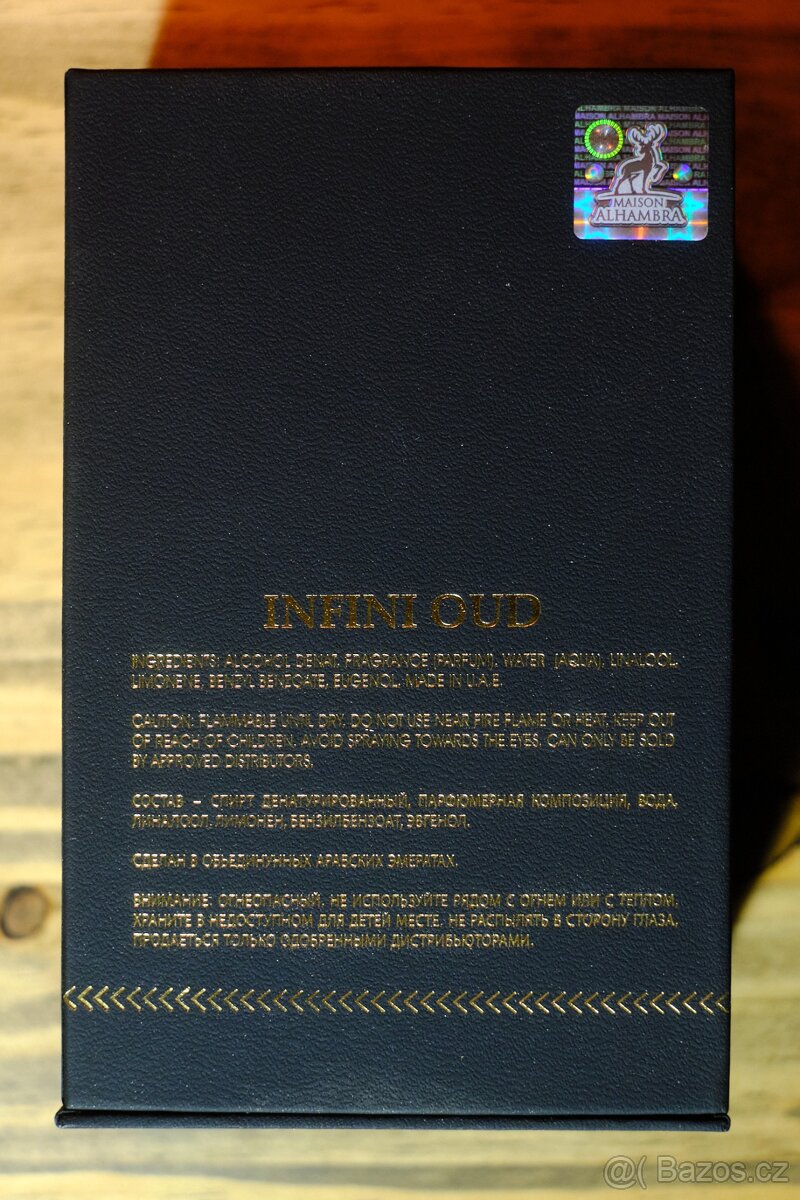 MAISON
ALHAMBRA
INFINI OUD
INGREDIENTS: ALCOHOL DENAT, FRAGRANCE (PARFUM), WATER (AQUA), LINALOOL,
LIMONENE, BENZYL BENZOATE, EUGENOL. MADE IN U.A.E.
CAUTION: FLAMMABLE UNTIL DRY. DO NOT USE NEAR FIRE FLAME OR HEAT, KEEP OUT
OF REACH OF CHILDREN. AVOID SPRAYING TOWARDS THE EYES. CAN ONLY BE SOLD
BY APPROVED DISTRIBUTORS.
СОСТАВ – СПИРТ ДЕНАТУРИРОВАННЫЙ, ПАРФЮМЕРНАЯ КОМПОЗИЦИЯ, ВОДА,
ЛИНАЛООЛ, ЛИМОНЕН, БЕНЗИЛБЕНЗОАТ, ЭВГЕНОЛ.
СДЕЛАН В ОБЪЕДИНУННЫХ АРАБСКИХ ЭМЕРАТАХ.
ВНИМАНИЕ: ОГНЕОПАСНЫЙ, НЕ ИСПОЛЬЗУЙТЕ РЯДОМ С ОГНЕМ ИЛИ С ТЕПЛОМ,
ХРАНИТЕ В НЕДОСТУПНОМ ДЛЯ ДЕТЕЙ МЕСТЕ, НЕ РАСПЫЛЯТЬ В СТОРОНУ ГЛАЗА,
ПРОДАЕТЬСЯ ТОЛЬКО ОДОБРЕННЫМИ ДИСТРИБЬЮТОРАМИ.
@( Bazos.cz